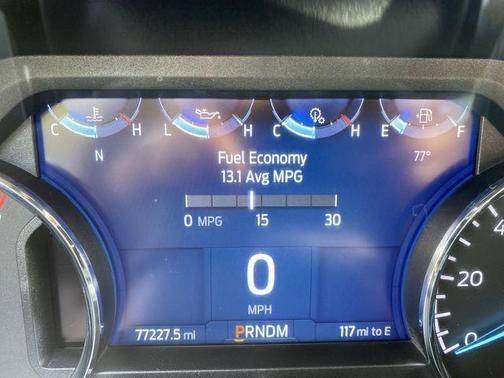 C H L H C H E F
N 77°
Fuel Economy
13.1 Avg MPG
0 MPG 15 30
0
MPH
77227.5 mi PRNDM 117 mi to E
40
20
0